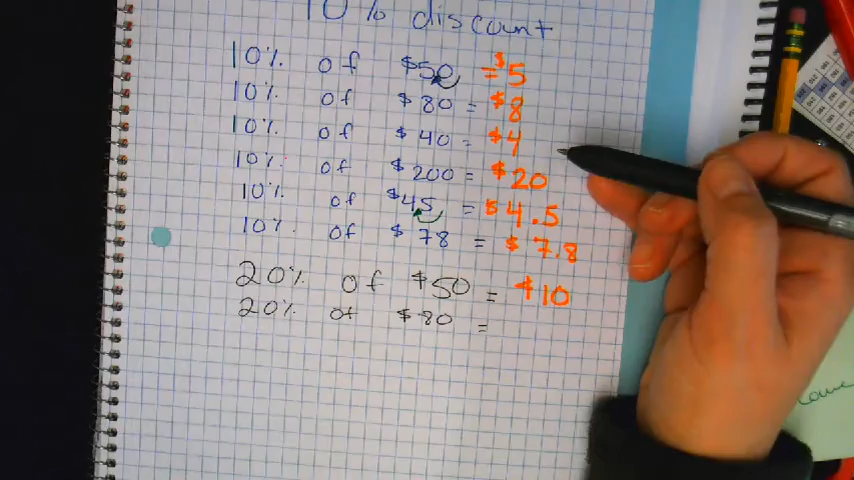 10% discount
10% of $50 = $5
10% of $80 = $8
10% of $40 = $4
10% of $200 = $20
10% of $45 = $4.5
10% of $78 = $7.8
20% of $50 = $10
20% of $80 =